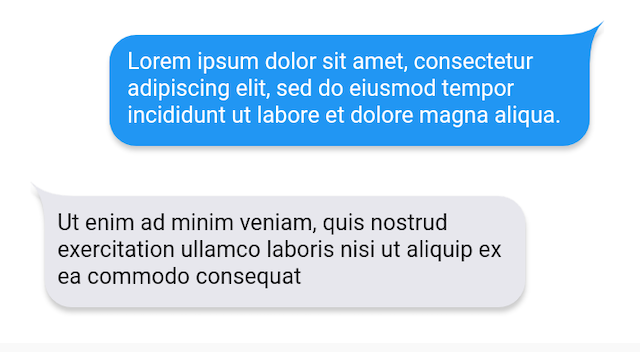 Lorem ipsum dolor sit amet, consectetur
adipiscing elit, sed do eiusmod tempor
incididunt ut labore et dolore magna aliqua.
Ut enim ad minim veniam, quis nostrud
exercitation ullamco laboris nisi ut aliquip ex
ea commodo consequat